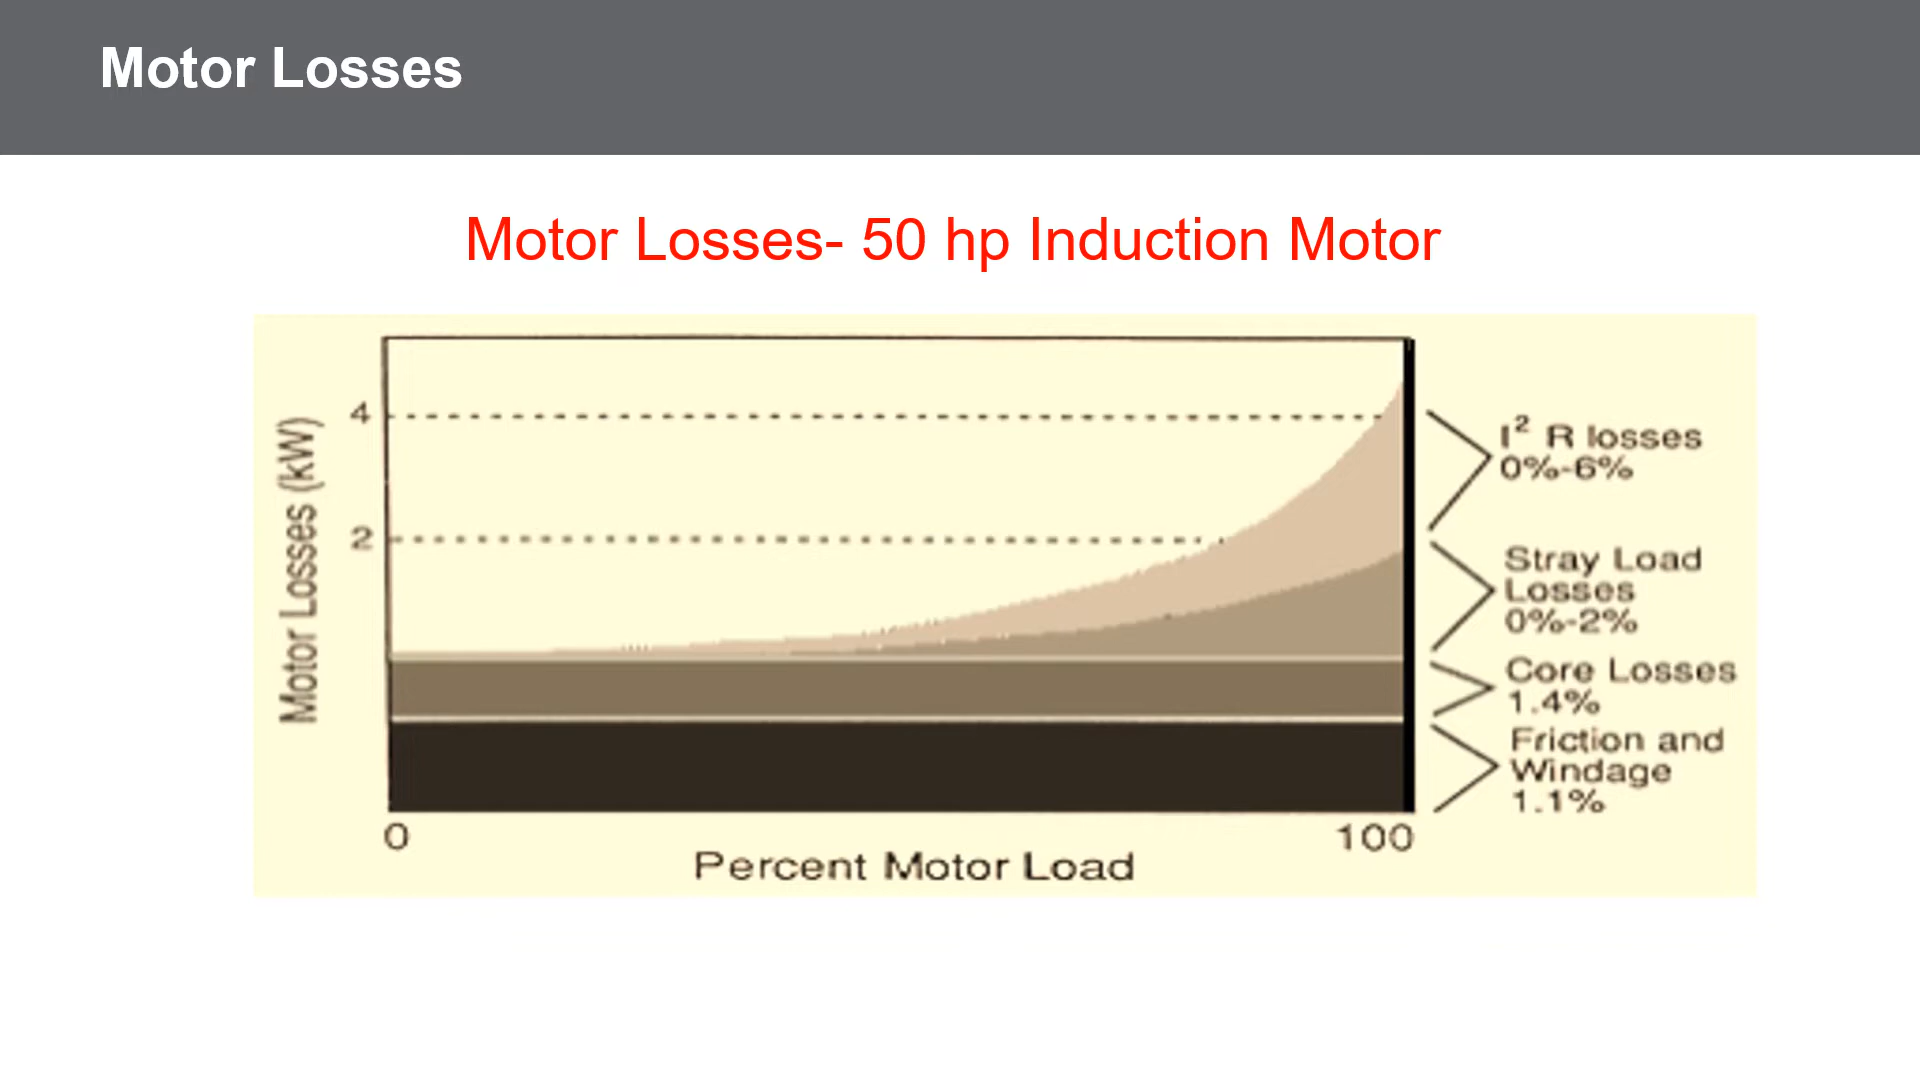 Motor Losses
Motor Losses- 50 hp Induction Motor
Motor Losses (kW)
4
2
0
100
Percent Motor Load
I² R losses
0%-6%
Stray Load
Losses
0%-2%
Core Losses
1.4%
Friction and
Windage
1.1%